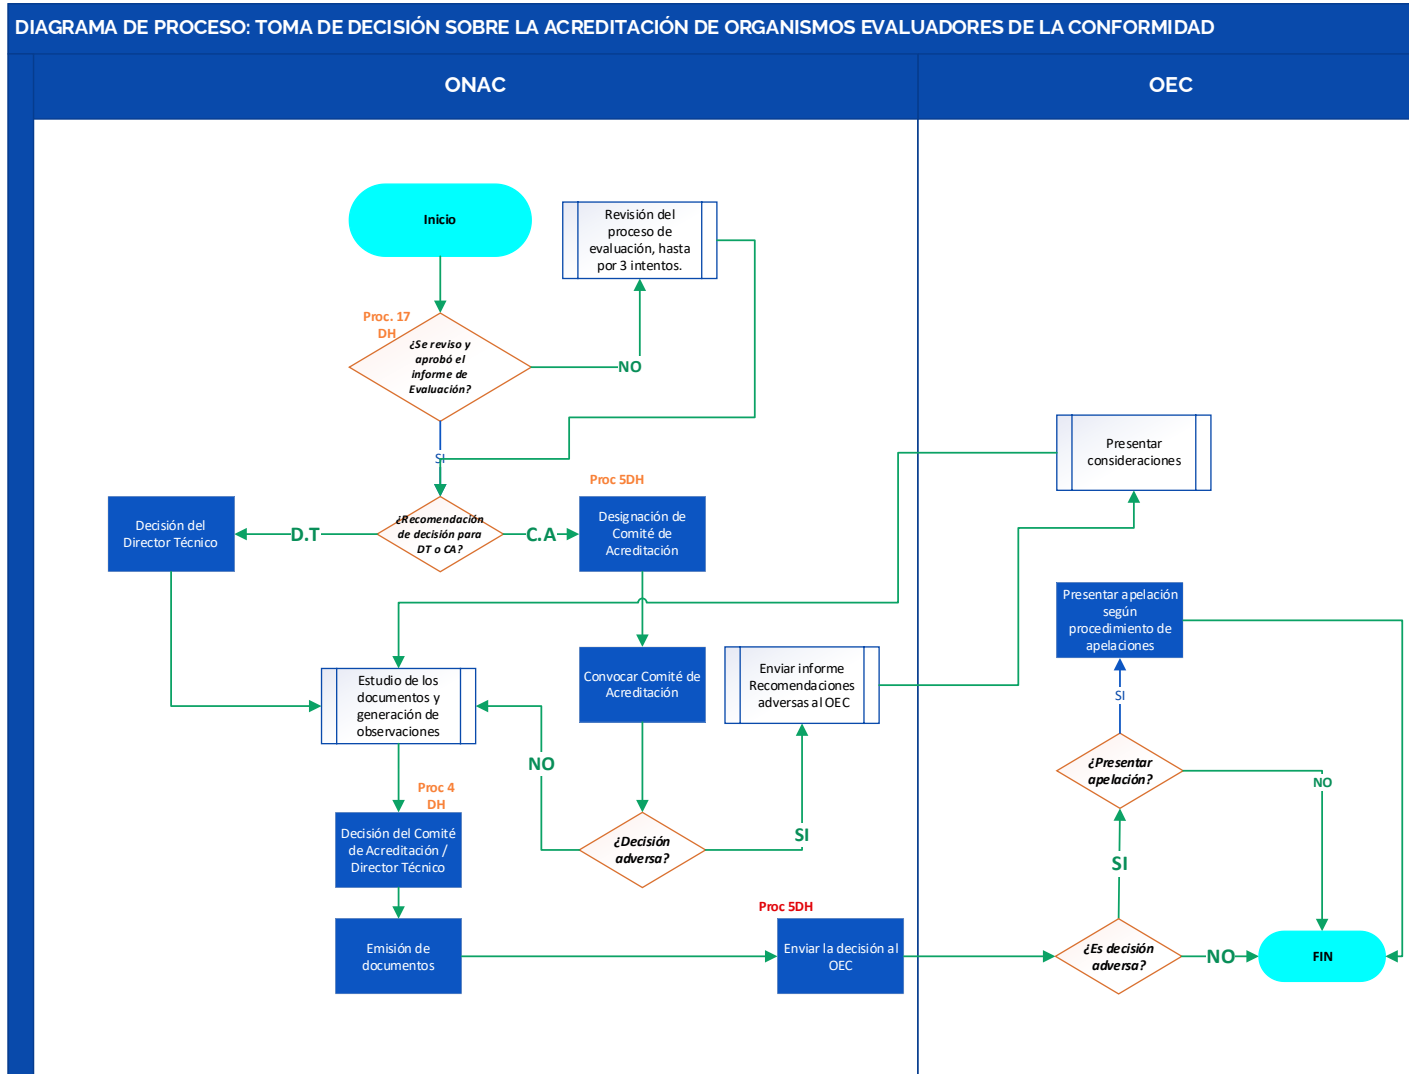 DIAGRAMA DE PROCESO: TOMA DE DECISIÓN SOBRE LA ACREDITACIÓN DE ORGANISMOS EVALUADORES DE LA CONFORMIDAD
ONAC
OEC
Inicio
Revisión del
proceso de
evaluación, hasta
por 3 intentos.
Proc. 17
DH
¿Se reviso y
aprobó el
informe de
Evaluación?
NO
SI
Presentar
consideraciones
Proc 5DH
Decisión del
Director Técnico
D.T
¿Recomendación
de decisión para
DT o CA?
C.A
Designación de
Comité de
Acreditación
Presentar apelación
según
procedimiento de
apelaciones
Convocar Comité de
Acreditación
Enviar informe
Recomendaciones
adversas al OEC
Estudio de los
documentos y
generación de
observaciones
SI
NO
¿Presentar
apelación?
NO
Proc 4
DH
Decisión del Comité
de Acreditación /
Director Técnico
¿Decisión
adversa?
SI
SI
Proc 5DH
Emisión de
documentos
Enviar la decisión al
OEC
¿Es decisión
adversa?
NO
FIN